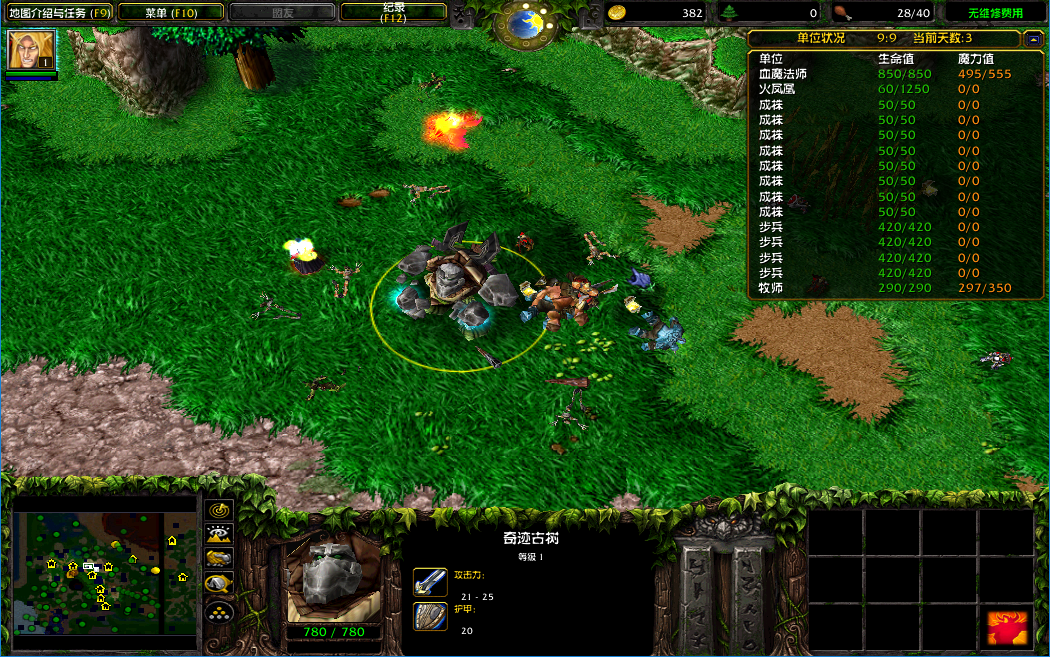 地图介绍与任务 (F9) 菜单 (F10) 盟友 纪录 (F12) 382 0 28/40 无维修费用
1
单位状况 9:9 当前天数:3
单位 生命值 魔力值
血魔法师 850/850 495/555
火凤凰 60/1250 0/0
成株 50/50 0/0
成株 50/50 0/0
成株 50/50 0/0
成株 50/50 0/0
成株 50/50 0/0
成株 50/50 0/0
成株 50/50 0/0
成株 50/50 0/0
步兵 420/420 0/0
步兵 420/420 0/0
步兵 420/420 0/0
步兵 420/420 0/0
牧师 290/290 297/350
奇迹古树
等级 1
攻击力:
21 - 25
护甲:
20
780 / 780